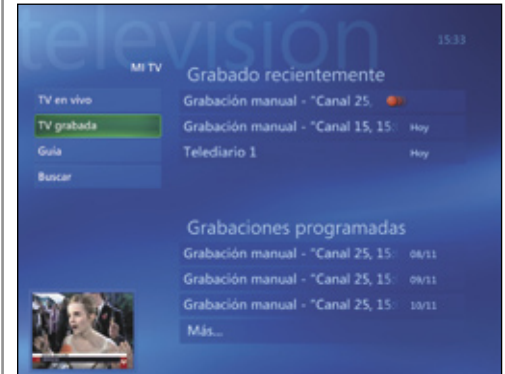 televisión
15:33
MI TV
TV en vivo
TV grabada
Guía
Buscar
Grabado recientemente
Grabación manual - "Canal 25,
Grabación manual - "Canal 15, 15: Hoy
Telediario 1 Hoy
Grabaciones programadas
Grabación manual - "Canal 25, 15: 08/11
Grabación manual - "Canal 25, 15: 09/11
Grabación manual - "Canal 25, 15: 10/11
Más...